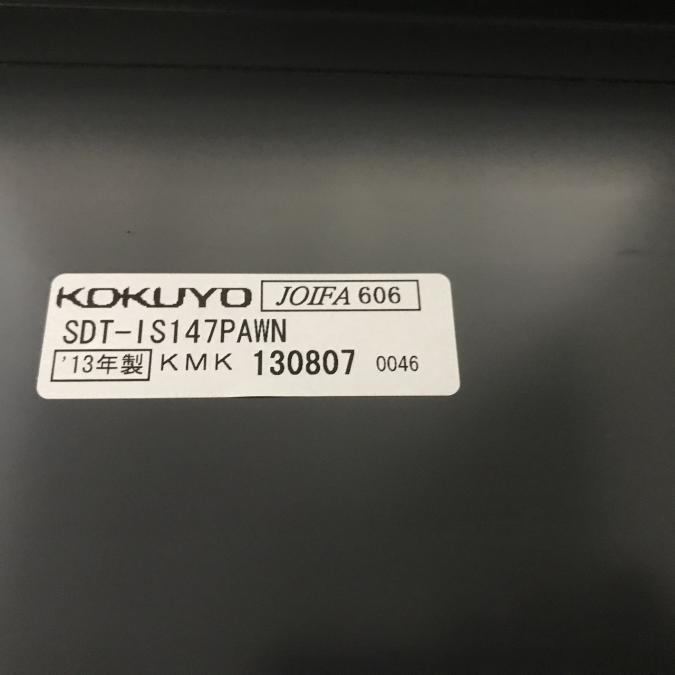 KOKUYO JOIFA 606
SDT-IS147PAWN
'13年製 KMK 130807 0046